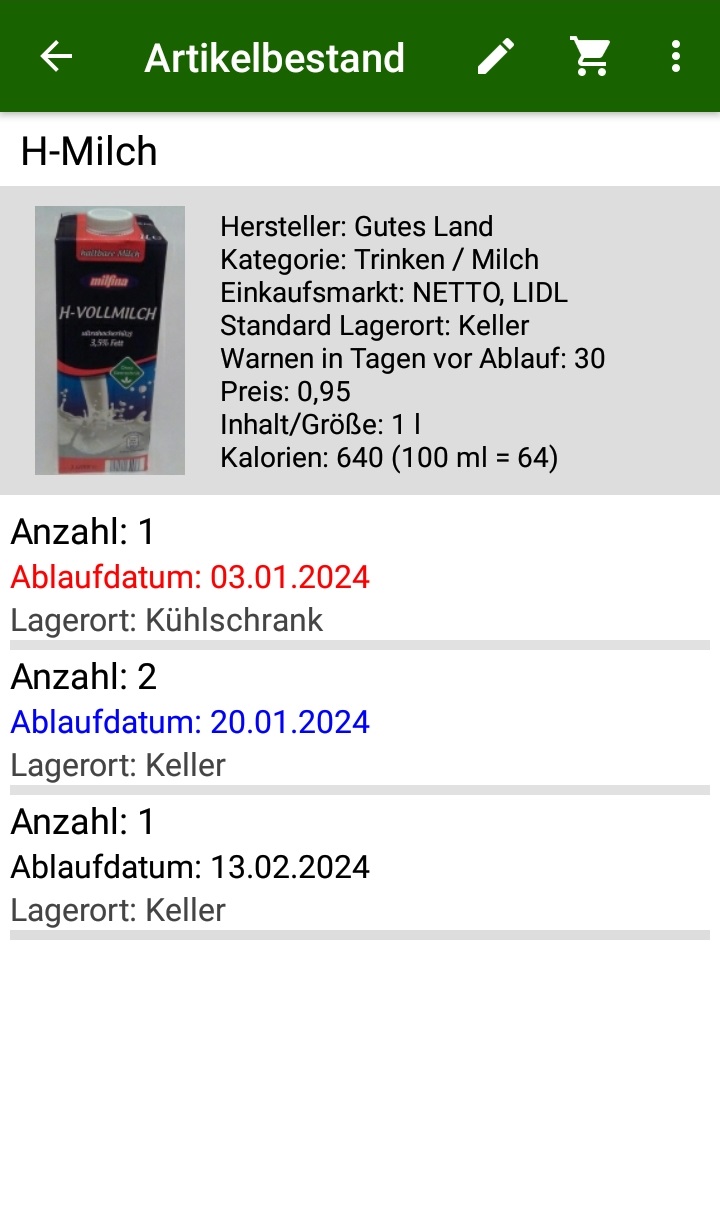 Artikelbestand
H-Milch
haltbare Milch
milfina
H-VOLLMILCH
ultrahocherhitzt
3,5% Fett
Hersteller: Gutes Land
Kategorie: Trinken / Milch
Einkaufsmarkt: NETTO, LIDL
Standard Lagerort: Keller
Warnen in Tagen vor Ablauf: 30
Preis: 0,95
Inhalt/Größe: 1 l
Kalorien: 640 (100 ml = 64)
Anzahl: 1
Ablaufdatum: 03.01.2024
Lagerort: Kühlschrank
Anzahl: 2
Ablaufdatum: 20.01.2024
Lagerort: Keller
Anzahl: 1
Ablaufdatum: 13.02.2024
Lagerort: Keller